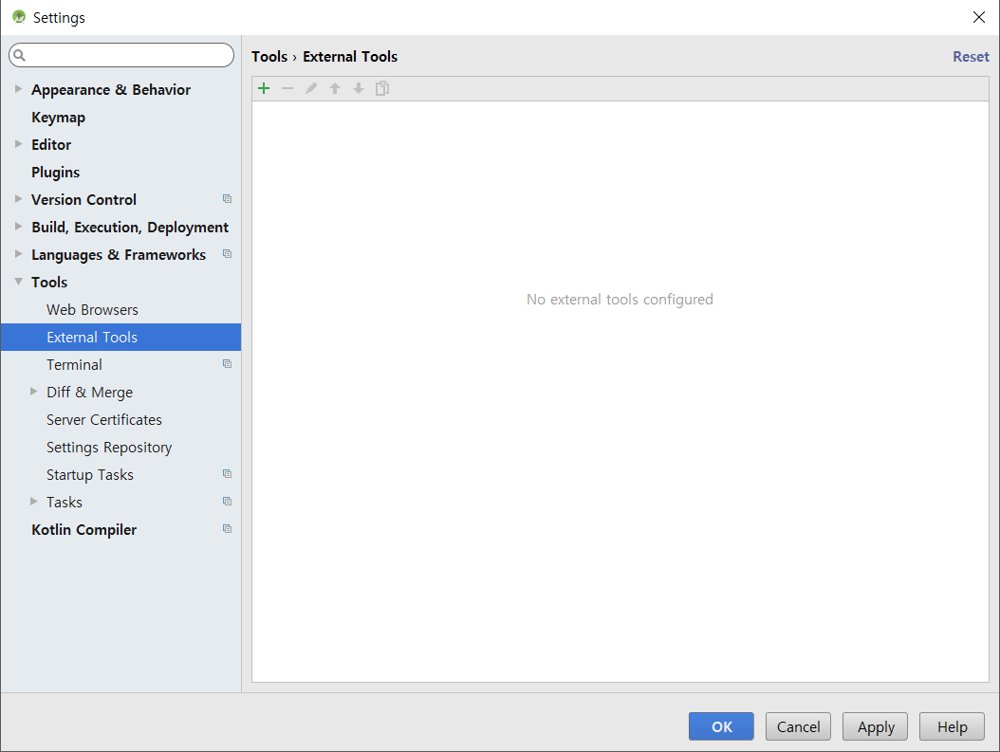 Settings
Tools › External Tools
Reset
Appearance & Behavior
Keymap
Editor
Plugins
Version Control
Build, Execution, Deployment
Languages & Frameworks
Tools
Web Browsers
External Tools
Terminal
Diff & Merge
Server Certificates
Settings Repository
Startup Tasks
Tasks
Kotlin Compiler
No external tools configured
OK
Cancel
Apply
Help